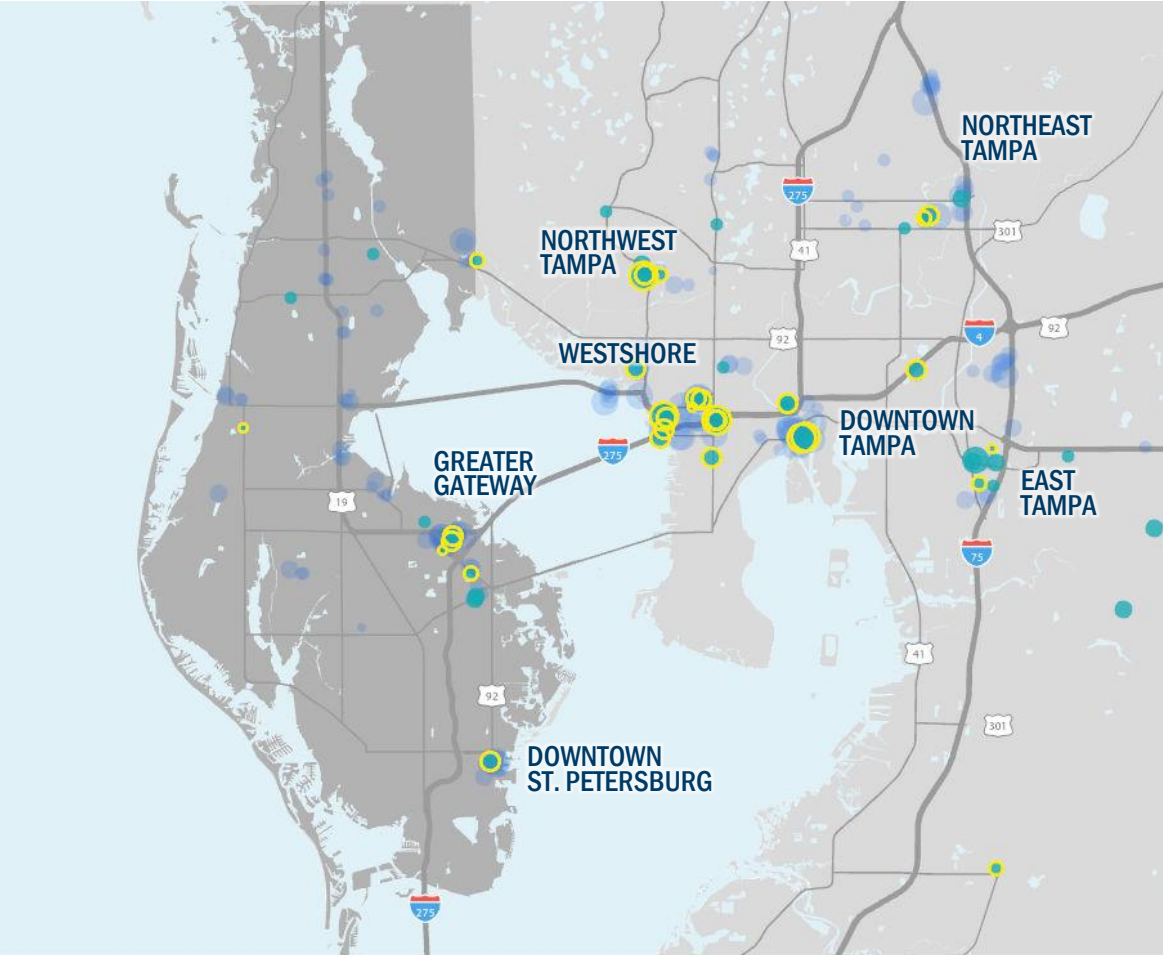 NORTHEAST
TAMPA
275
301
41
NORTHWEST
TAMPA
4
92
92
WESTSHORE
DOWNTOWN
TAMPA
275
GREATER
GATEWAY
EAST
TAMPA
19
75
41
92
301
DOWNTOWN
ST. PETERSBURG
275